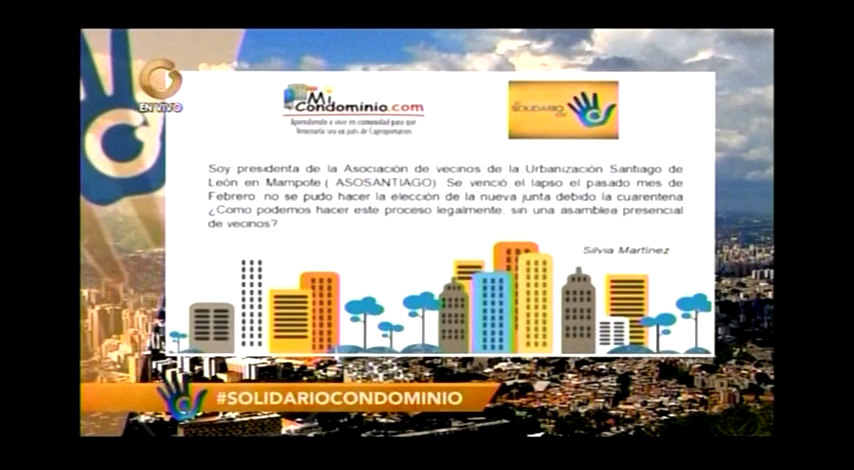 EN VIVO
Mi
Condominio.com
Aprendiendo a vivir en comunidad para que
Venezuela sea un país de Copropietarios
SOLIDARIO
Soy presidenta de la Asociación de vecinos de la Urbanización Santiago de
León en Mampote ( ASOSANTIAGO) Se venció el lapso el pasado mes de
Febrero, no se pudo hacer la elección de la nueva junta debido la cuarentena
¿Como podemos hacer este proceso legalmente, sin una asamblea presencial
de vecinos?
Silvia Martínez
#SOLIDARIOCONDOMINIO